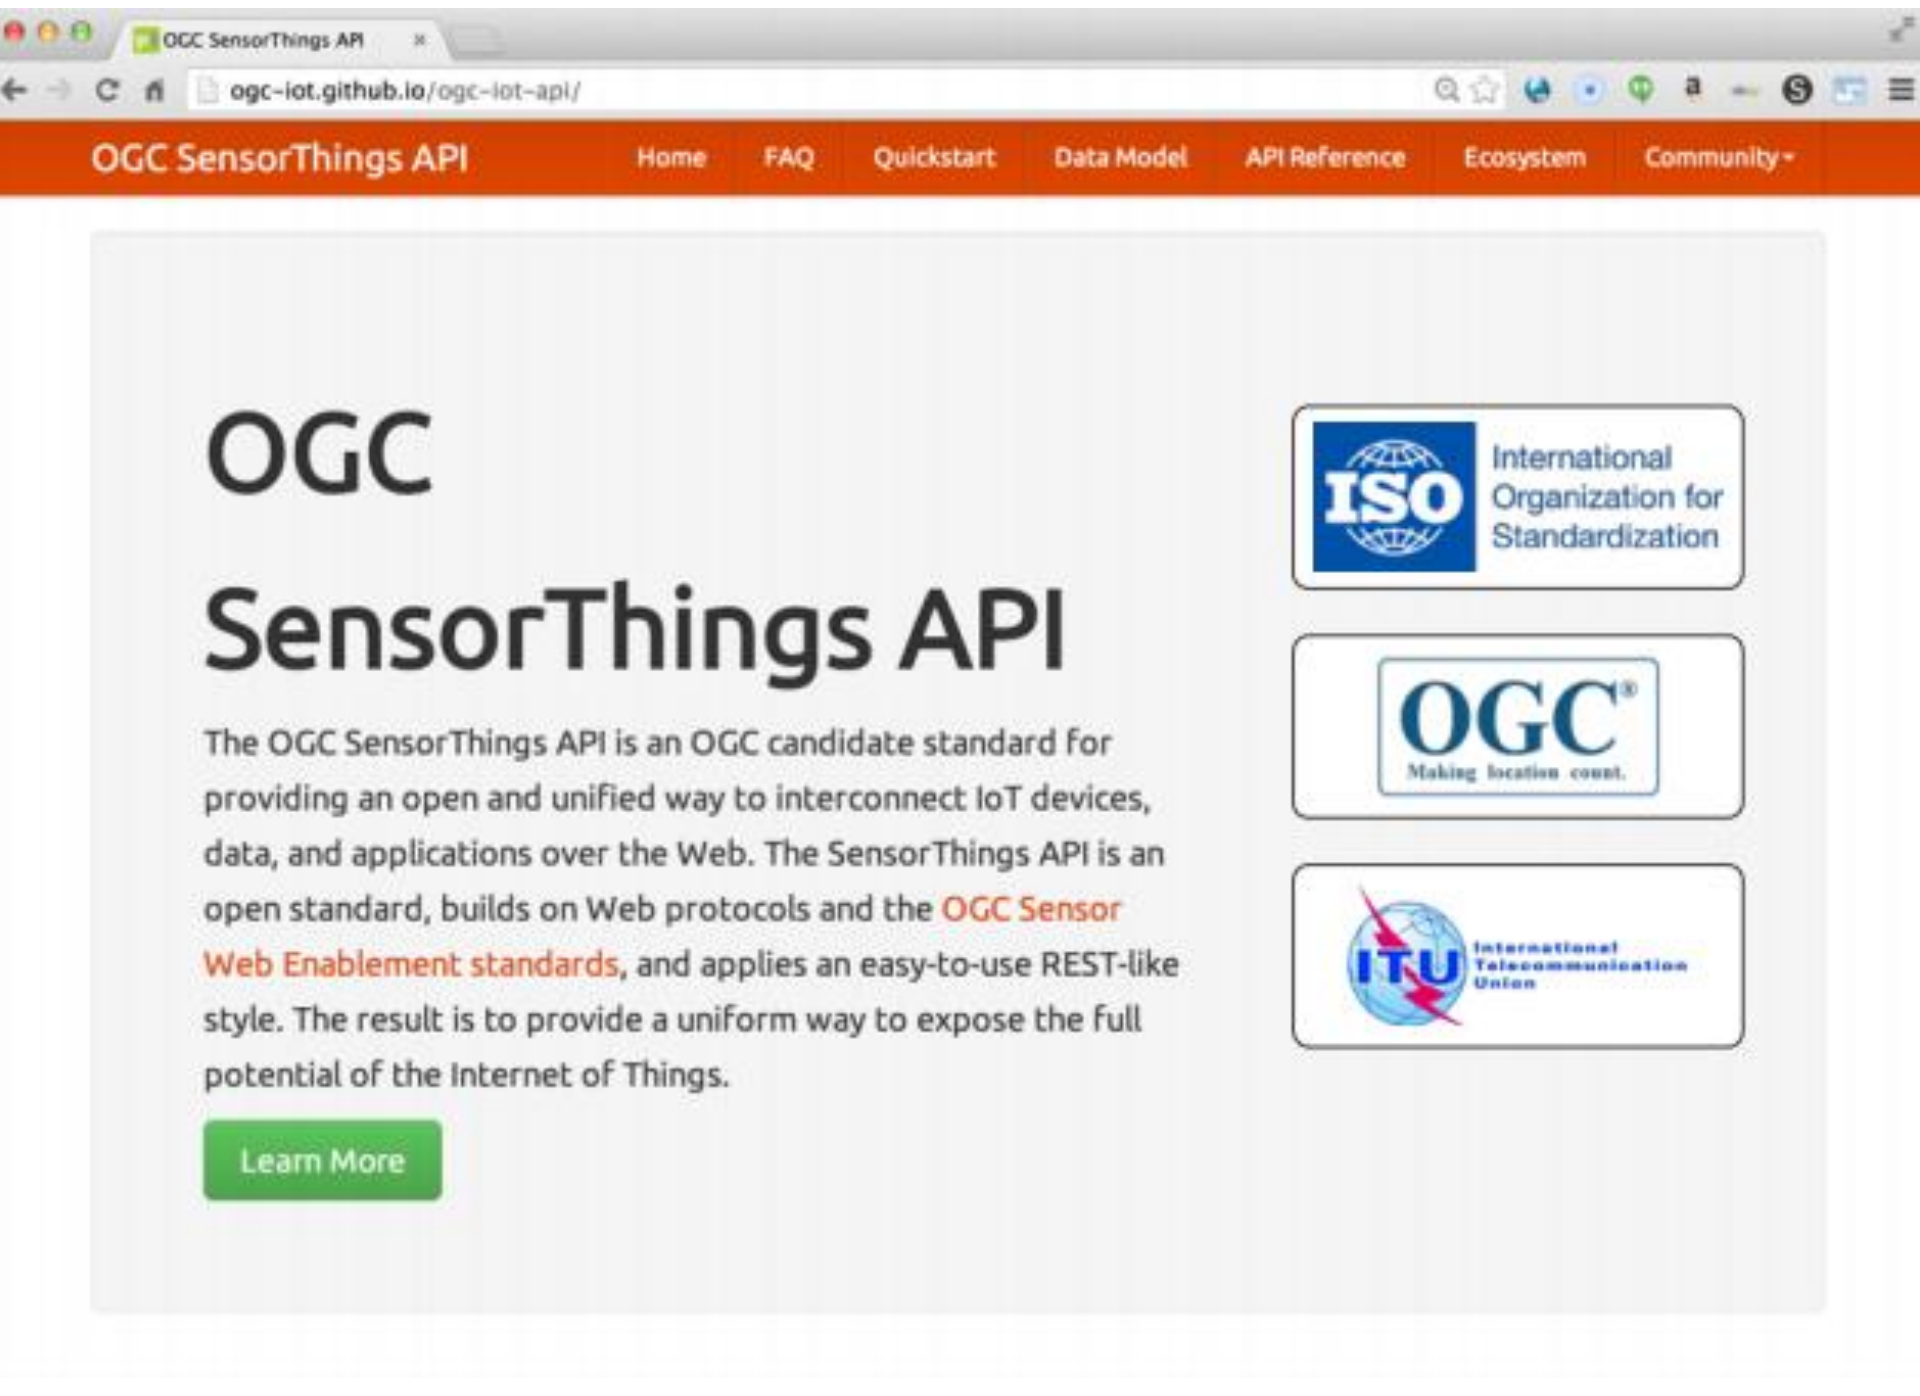 OGC SensorThings API
ogc-iot.github.io/ogc-iot-api/
OGC SensorThings API Home FAQ Quickstart Data Model API Reference Ecosystem Community
OGC
SensorThings API
The OGC SensorThings API is an OGC candidate standard for
providing an open and unified way to interconnect IoT devices,
data, and applications over the Web. The SensorThings API is an
open standard, builds on Web protocols and the OGC Sensor
Web Enablement standards, and applies an easy-to-use REST-like
style. The result is to provide a uniform way to expose the full
potential of the Internet of Things.
Learn More
ISO
International
Organization for
Standardization
OGC®
Making location count.
ITU
International
Telecommunication
Union